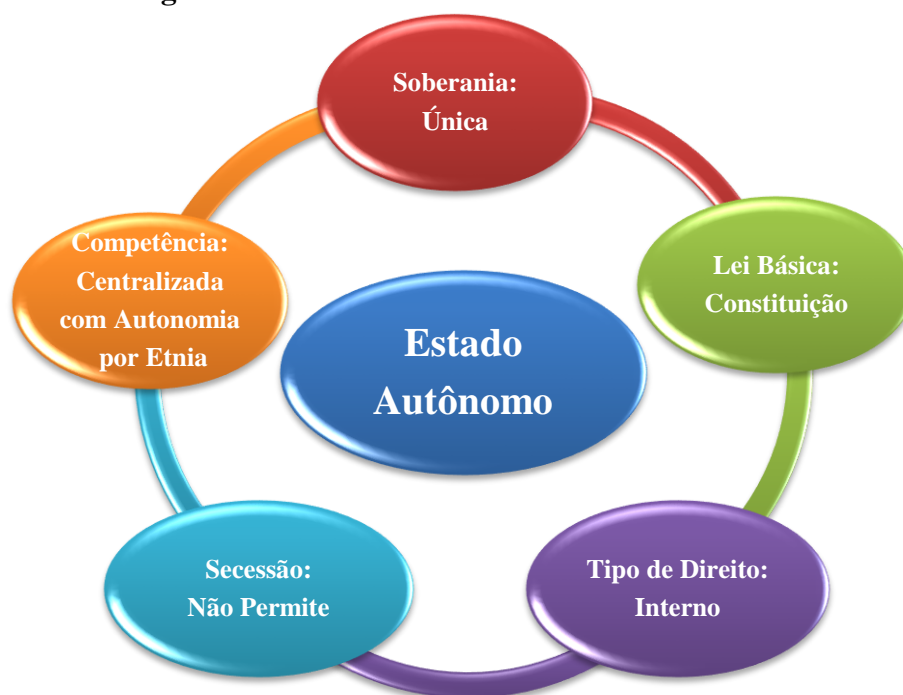 Soberania:
Única
Lei Básica:
Constituição
Tipo de Direito:
Interno
Secessão:
Não Permite
Competência:
Centralizada
com Autonomia
por Etnia
Estado
Autônomo